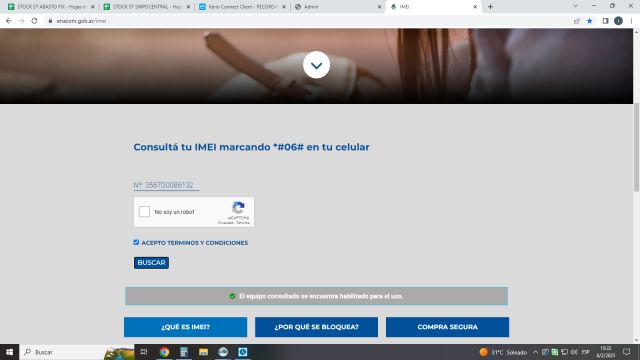 STOCK ST ABASTO FIX - Hojas de
STOCK ST SWIPOCENTRAL - Hojas
Kerio Connect Client - RECORDA
Admin
IMEI
enacom.gob.ar/imei
Consultá tu IMEI marcando *#06# en tu celular
Nº 356700086132
No soy un robot
reCAPTCHA
Privacidad - Términos
ACEPTO TERMINOS Y CONDICIONES
BUSCAR
El equipo consultado se encuentra habilitado para el uso.
¿QUÉ ES IMEI?
¿POR QUÉ SE BLOQUEA?
COMPRA SEGURA
Buscar
31°C Soleado
ESP
15:22
6/2/2023